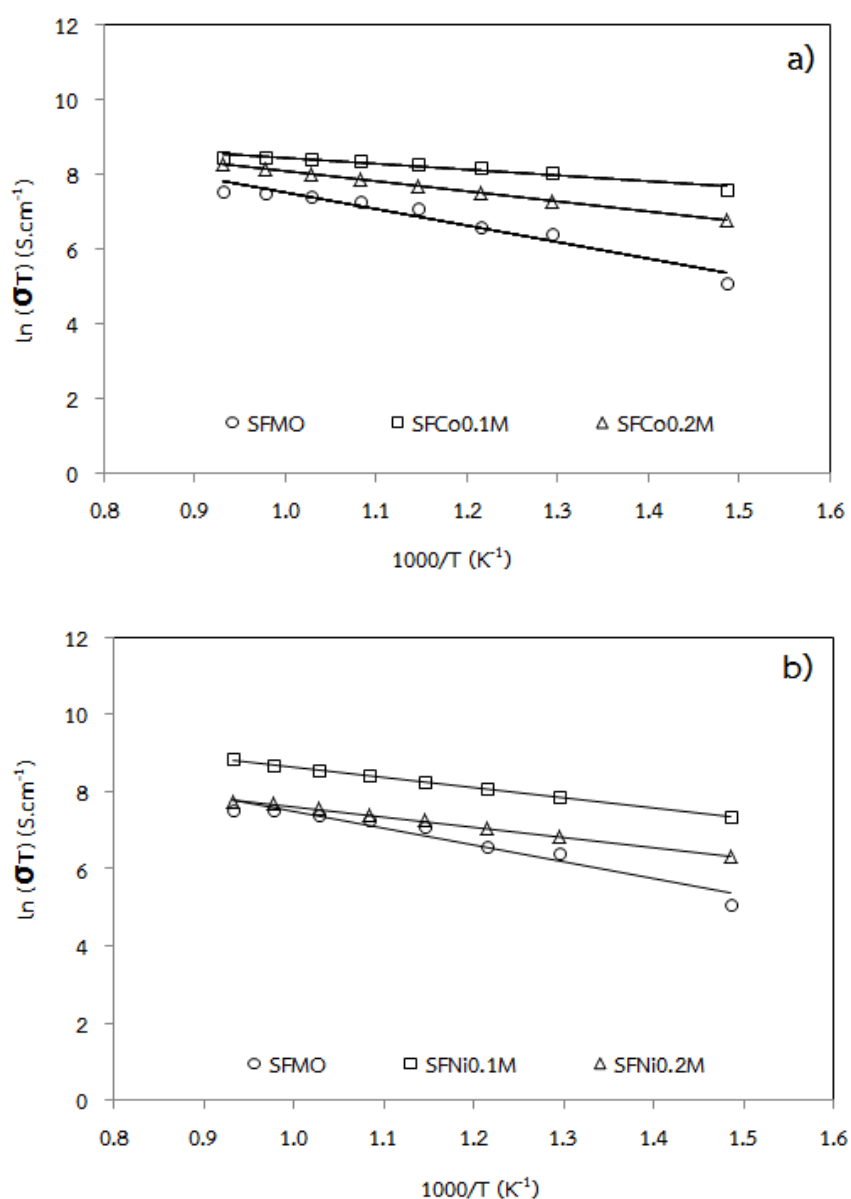 a)
12
10
8
6
4
2
0
ln (σT) (S.cm⁻¹)
SFMO SFCo0.1M SFCo0.2M
0.8 0.9 1.0 1.1 1.2 1.3 1.4 1.5 1.6
1000/T (K⁻¹)
b)
12
10
8
6
4
2
0
ln (σT) (S.cm⁻¹)
SFMO SFNi0.1M SFNi0.2M
0.8 0.9 1.0 1.1 1.2 1.3 1.4 1.5 1.6
1000/T (K⁻¹)